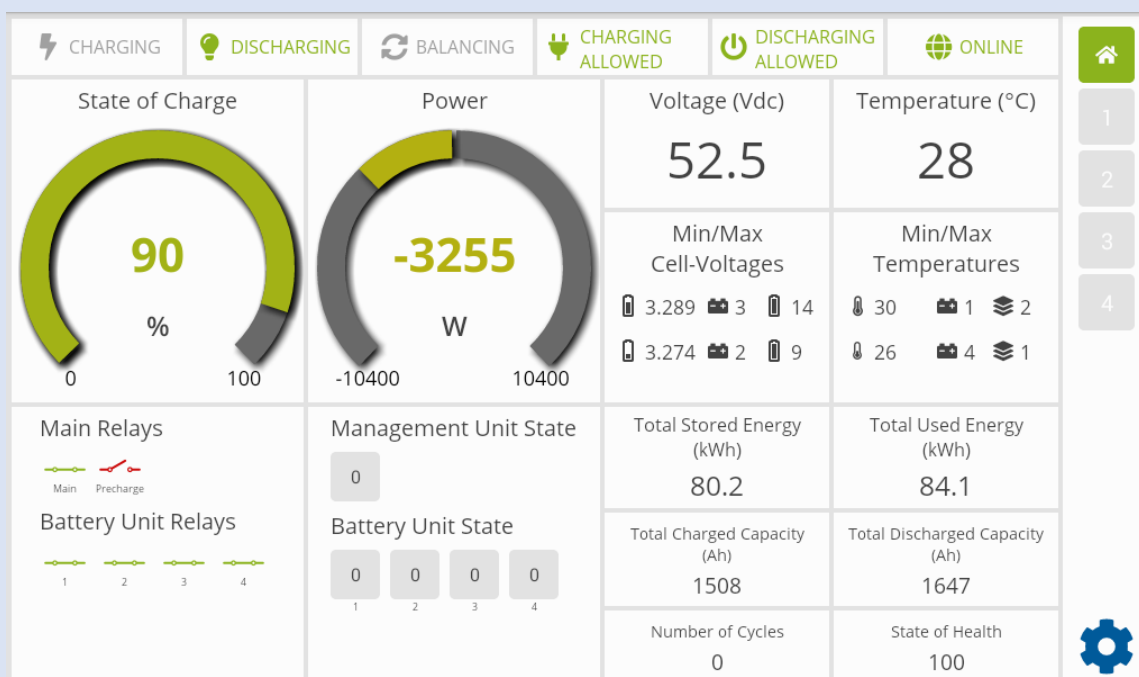 CHARGING
DISCHARGING
BALANCING
CHARGING
ALLOWED
DISCHARGING
ALLOWED
ONLINE
State of Charge
90
%
0
100
Power
-3255
W
-10400
10400
Voltage (Vdc)
52.5
Temperature (°C)
28
Min/Max
Cell-Voltages
3.289 3 14
3.274 2 9
Min/Max
Temperatures
30 1 2
26 4 1
1
2
3
4
Main Relays
Main Precharge
Battery Unit Relays
1 2 3 4
Management Unit State
0
Battery Unit State
0 0 0 0
1 2 3 4
Total Stored Energy
(kWh)
80.2
Total Used Energy
(kWh)
84.1
Total Charged Capacity
(Ah)
1508
Total Discharged Capacity
(Ah)
1647
Number of Cycles
0
State of Health
100